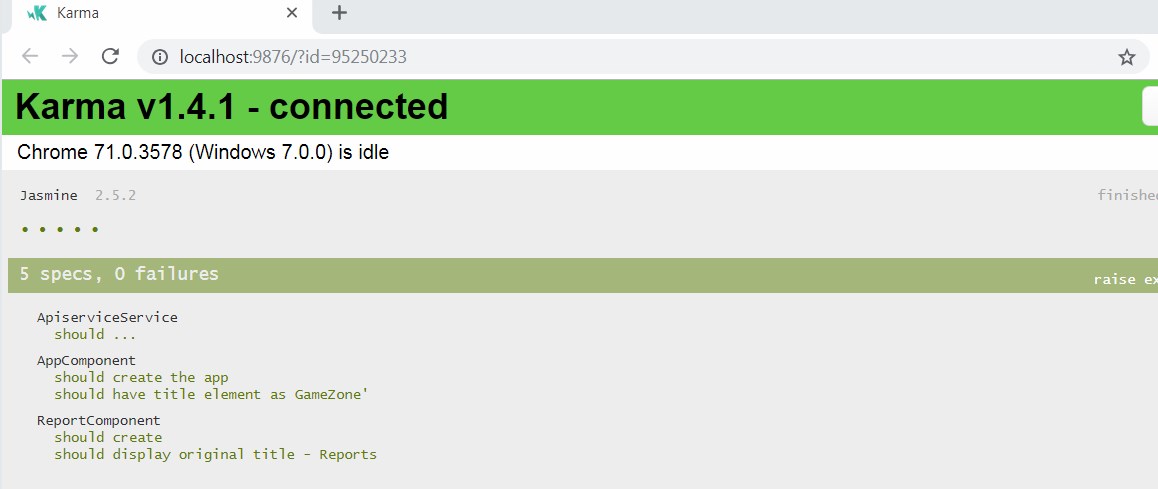 Karma
localhost:9876/?id=95250233
Karma v1.4.1 - connected
Chrome 71.0.3578 (Windows 7.0.0) is idle
Jasmine 2.5.2 finished
• • • • •
5 specs, 0 failures
raise ex
ApiserviceService
should ...
AppComponent
should create the app
should have title element as GameZone'
ReportComponent
should create
should display original title - Reports